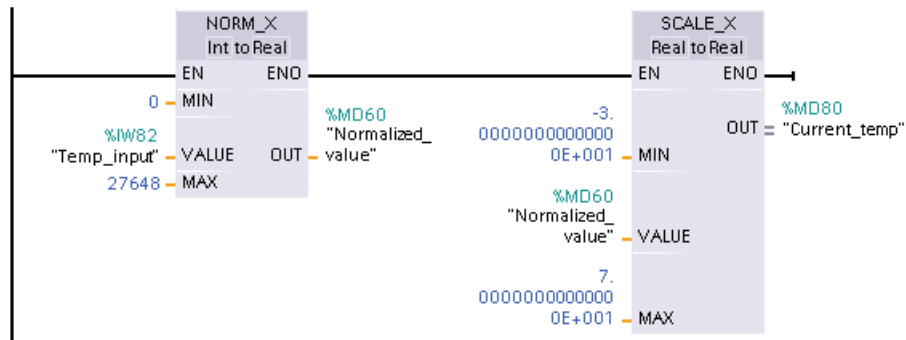 NORM_X
Int to Real
EN ENO
0 MIN
%IW82
"Temp_input" VALUE
27648 MAX
OUT
%MD60
"Normalized_
value"
SCALE_X
Real to Real
EN ENO
-3.
0000000000000
0E+001 MIN
%MD60
"Normalized_
value" VALUE
7.
0000000000000
0E+001 MAX
OUT
%MD80
"Current_temp"